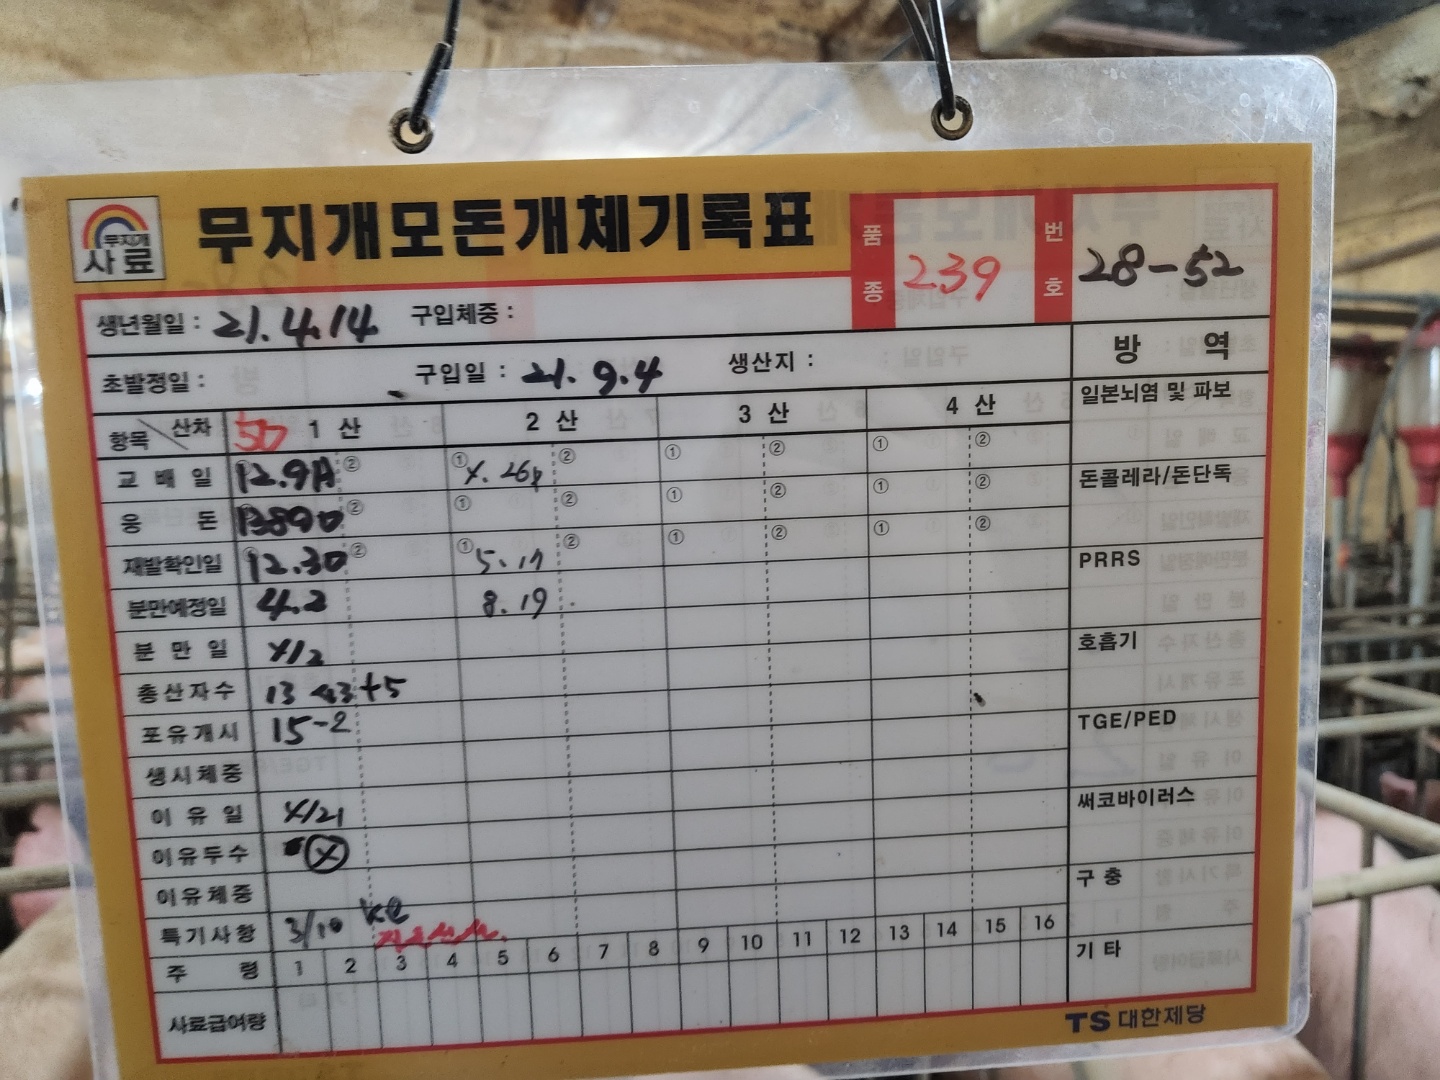 무지개
사료
무지개모돈개체기록표
품종 239 번호 28-52
생년월일 : 21.4.14 구입체중 :
초발정일 : 구입일 : 21.9.4 생산지 :
방 역
항목 산차 50 1 산 2 산 3 산 4 산
교 배 일 12.9A ② ① 4.26p ② ① ② ① ②
웅 돈 ② ① ② ① ② ① ②
재발확인일 12.30 ② ① 5.17 ② ① ② ① ②
분만예정일 4.2 8.19
분 만 일 4/2
총산자수 13 +5
포유개시 15-2
생시체중
이 유 일 4/21
이유두수 X
이유체중
특기사항 3/10
주 령 1 2 3 4 5 6 7 8 9 10 11 12 13 14 15 16
사료급여량
일본뇌염 및 파보
돈콜레라/돈단독
PRRS
호흡기
TGE/PED
써코바이러스
구 충
기 타
TS 대한제당